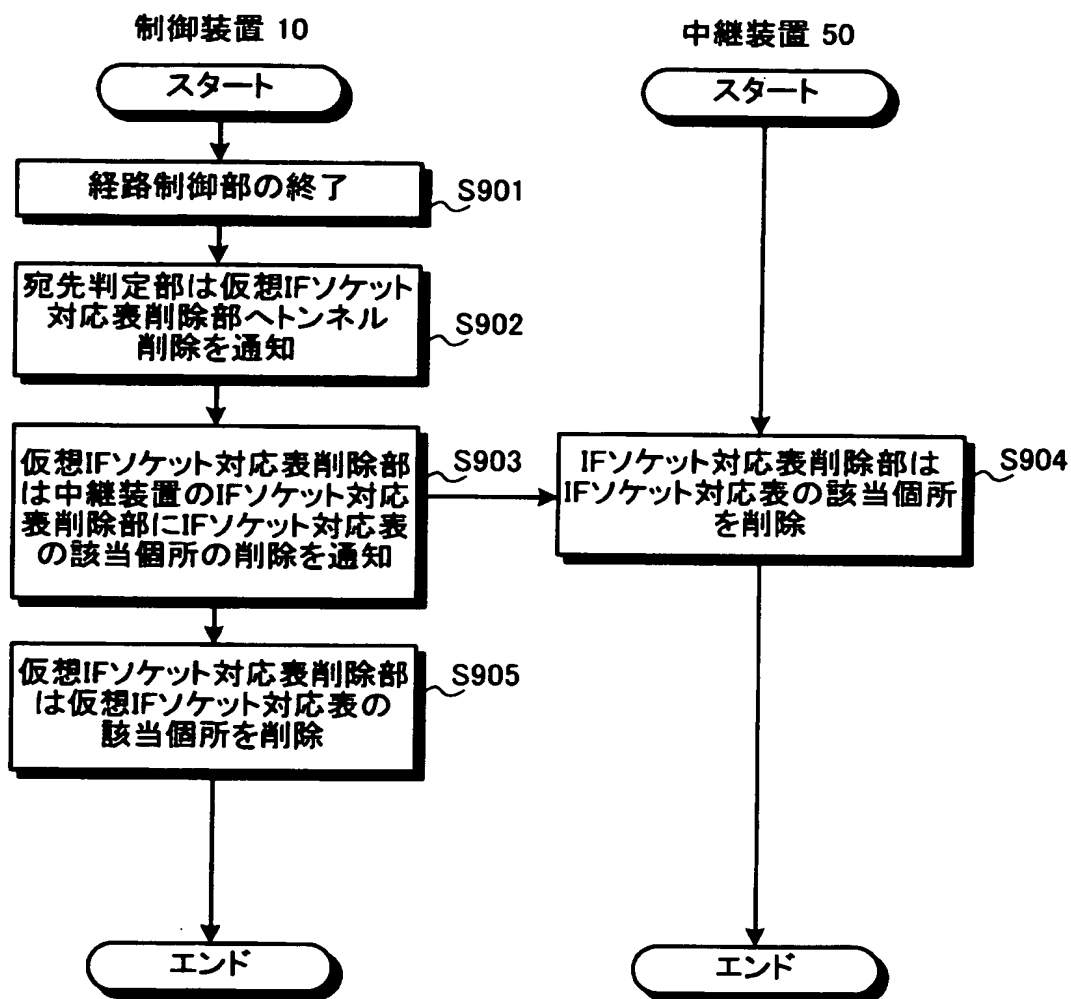 制御装置 10
スタート
経路制御部の終了
S901
宛先判定部は仮想IFソケット
対応表削除部へトンネル
削除を通知
S902
仮想IFソケット対応表削除部
は中継装置のIFソケット対応
表削除部にIFソケット対応表
の該当個所の削除を通知
S903
仮想IFソケット対応表削除部
は仮想IFソケット対応表の
該当個所を削除
S905
エンド
中継装置 50
スタート
IFソケット対応表削除部は
IFソケット対応表の該当個所
を削除
S904
エンド